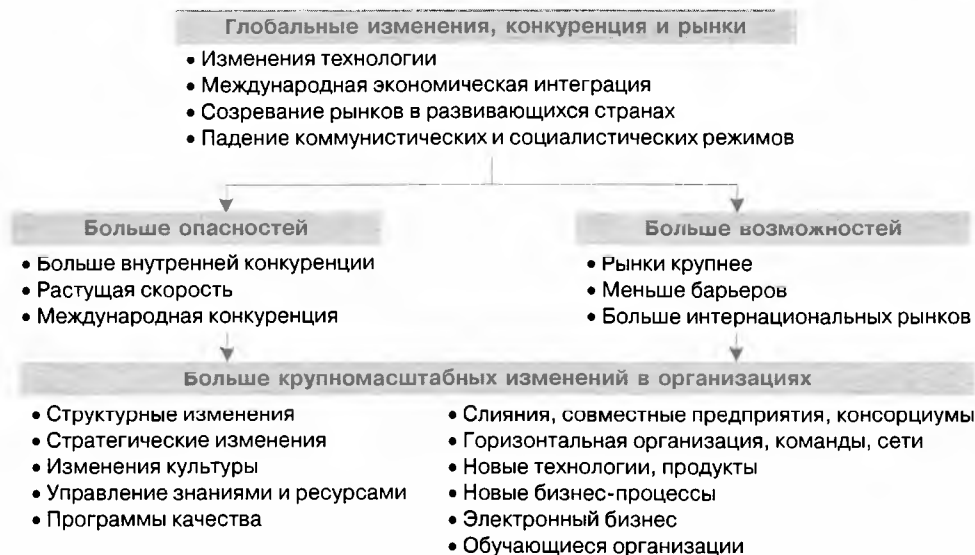 Глобальные изменения, конкуренция и рынки
• Изменения технологии
• Международная экономическая интеграция
• Созревание рынков в развивающихся странах
• Падение коммунистических и социалистических режимов
Больше опасностей
• Больше внутренней конкуренции
• Растущая скорость
• Международная конкуренция
Больше возможностей
• Рынки крупнее
• Меньше барьеров
• Больше интернациональных рынков
Больше крупномасштабных изменений в организациях
• Структурные изменения
• Стратегические изменения
• Изменения культуры
• Управление знаниями и ресурсами
• Программы качества
• Слияния, совместные предприятия, консорциумы
• Горизонтальная организация, команды, сети
• Новые технологии, продукты
• Новые бизнес-процессы
• Электронный бизнес
• Обучающиеся организации